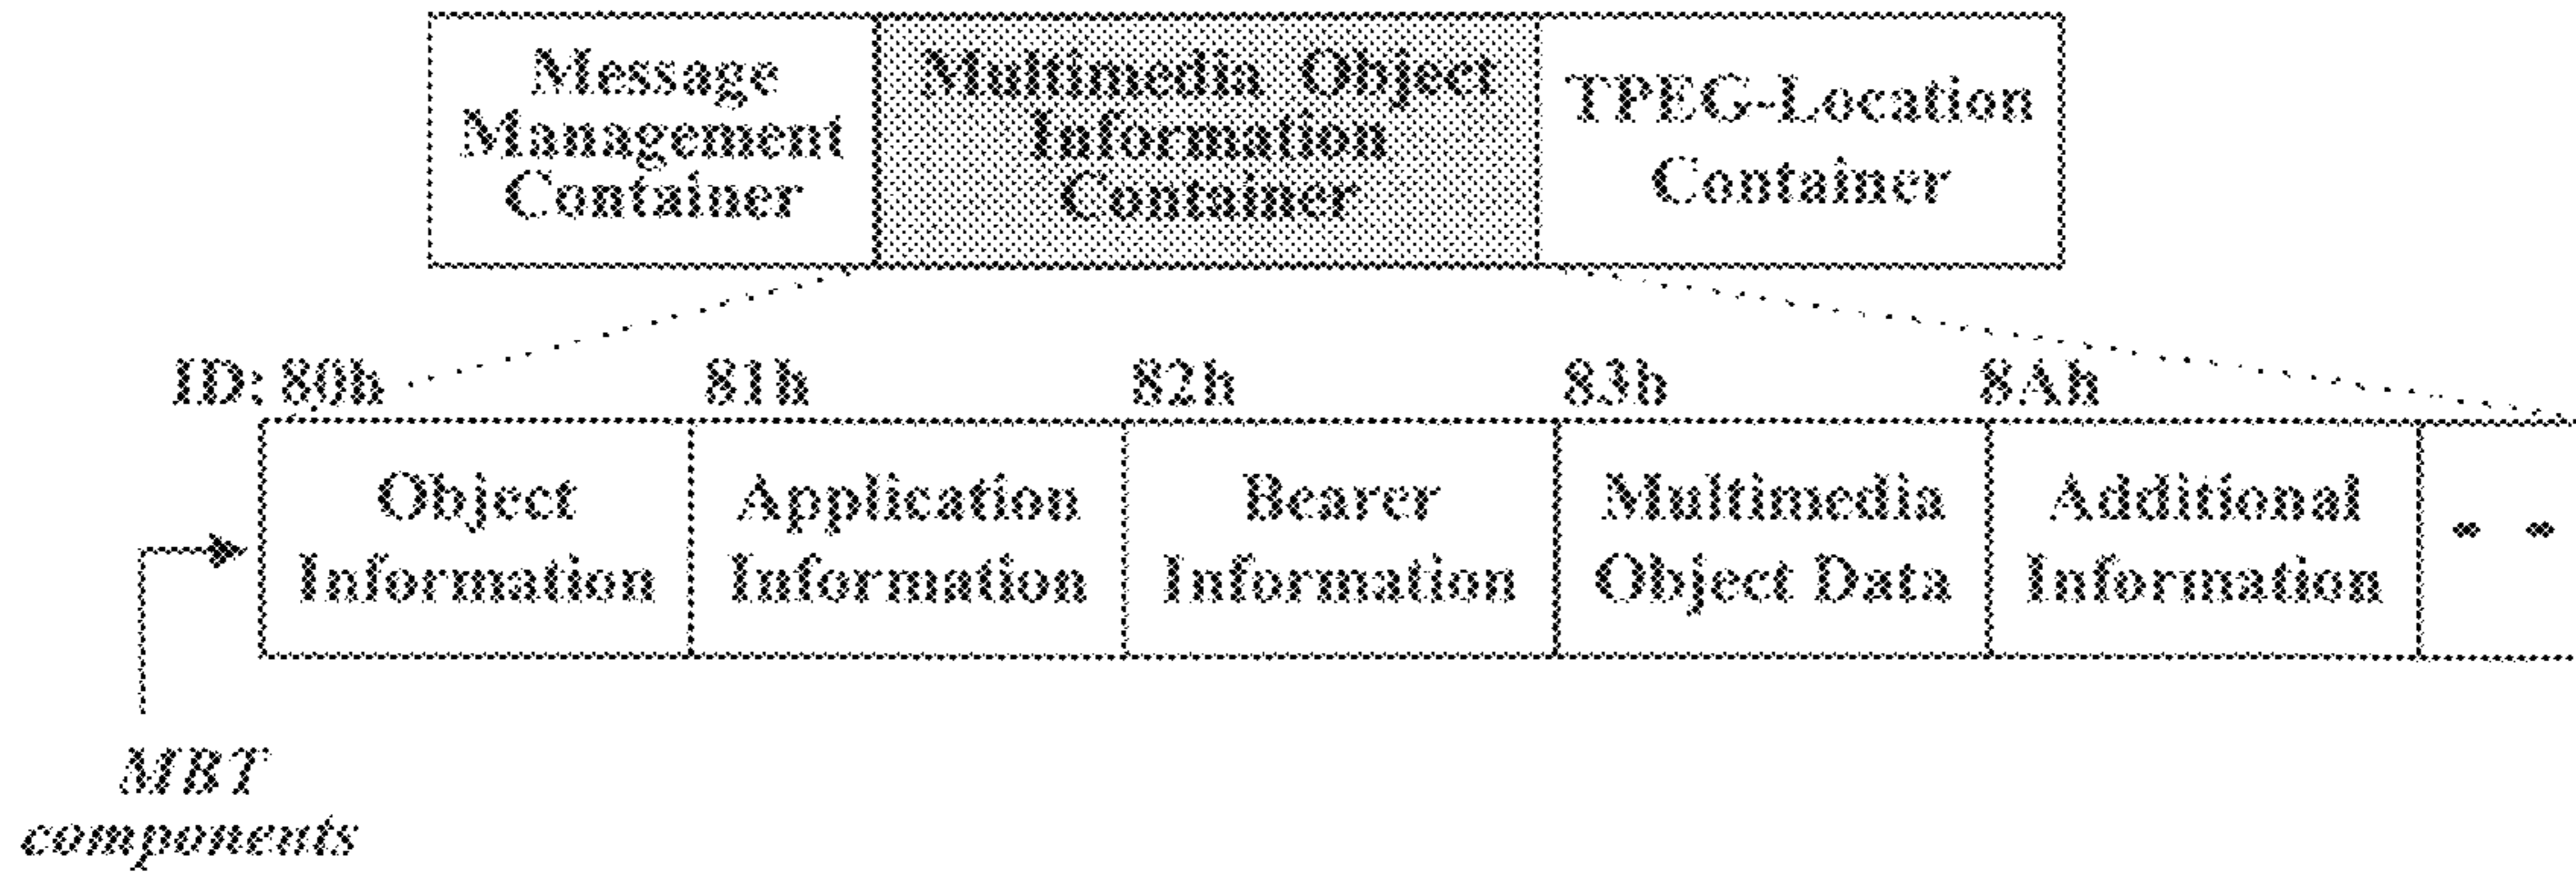 Message
Management
Container
Multimedia Object
Information
Container
TPEG-Location
Container
ID: 80h 81h 82h 83h 8Ah
Object
Information
Application
Information
Bearer
Information
Multimedia
Object Data
Additional
Information
- -
MBT
components